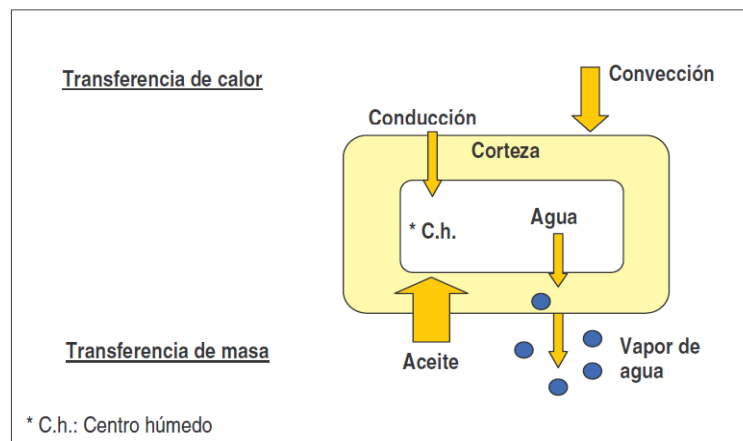 Transferencia de calor
Convección
Conducción
Corteza
* C.h.
Agua
Transferencia de masa
Aceite
Vapor de
agua
* C.h.: Centro húmedo